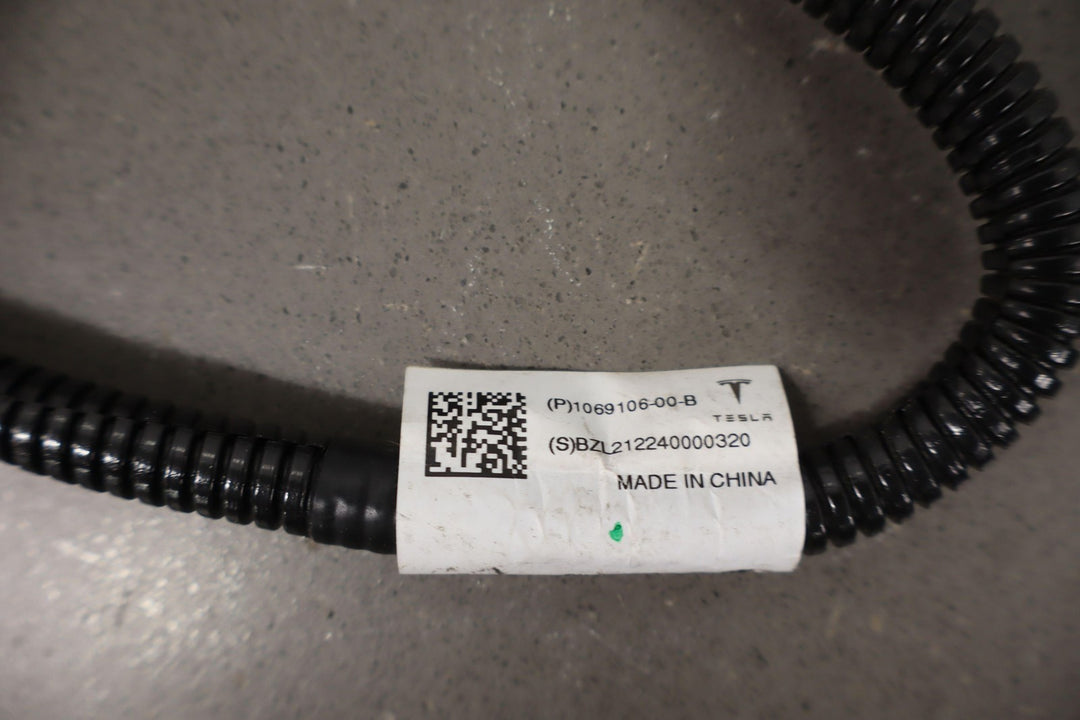 (P)1069106-00-B
TESLA
(S)BZL212240000320
MADE IN CHINA